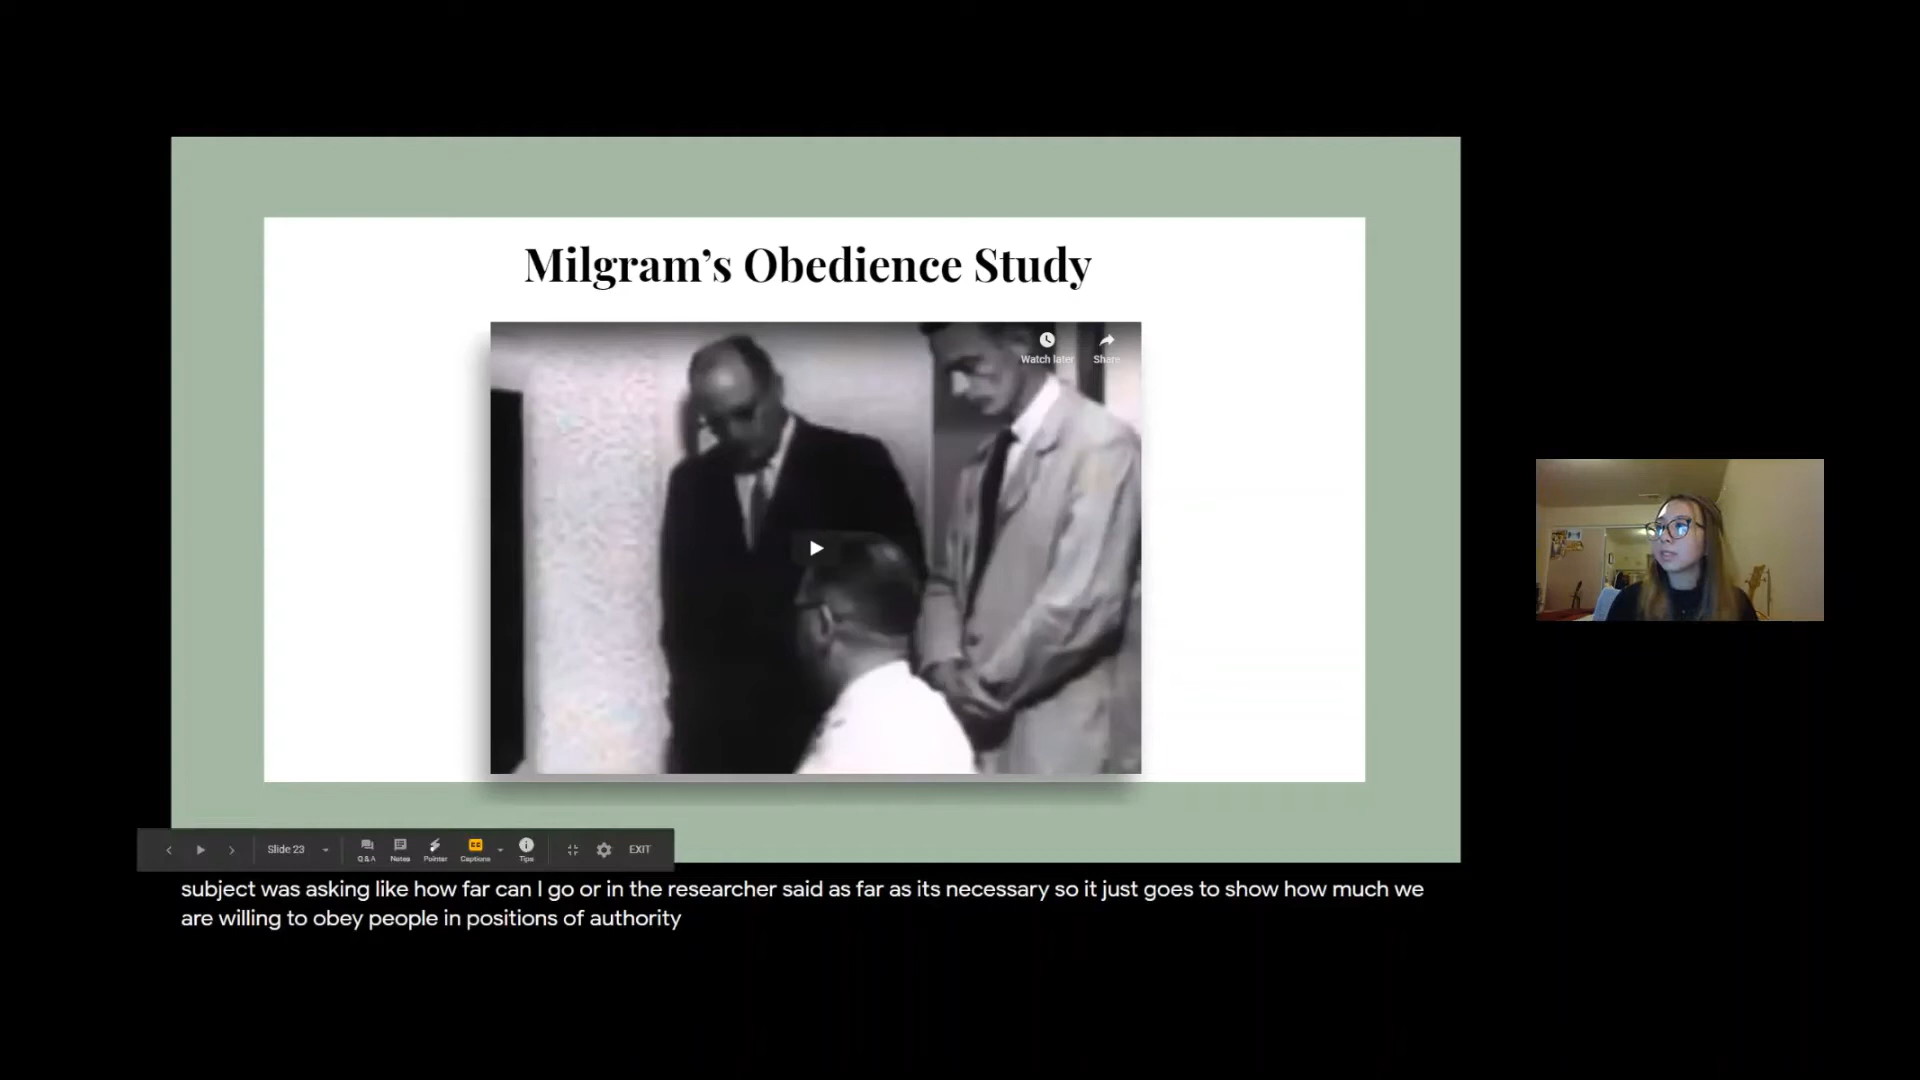 Milgram's Obedience Study
Watch later
Share
Slide 23
Q&A
Notes
Pointer
CC
Captions
Tips
EXIT
subject was asking like how far can I go or in the researcher said as far as its necessary so it just goes to show how much we
are willing to obey people in positions of authority